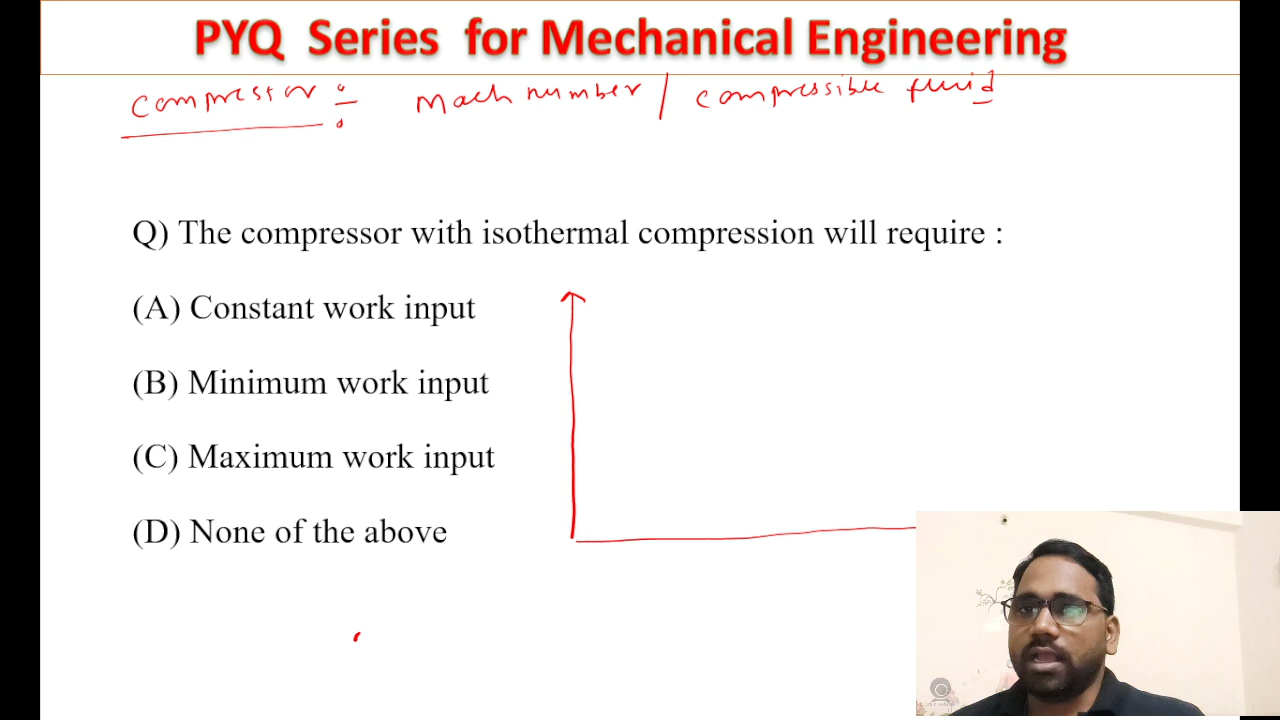 PYQ Series for Mechanical Engineering
Compressor : Mach number / compressible fluid
Q) The compressor with isothermal compression will require :
(A) Constant work input
(B) Minimum work input
(C) Maximum work input
(D) None of the above